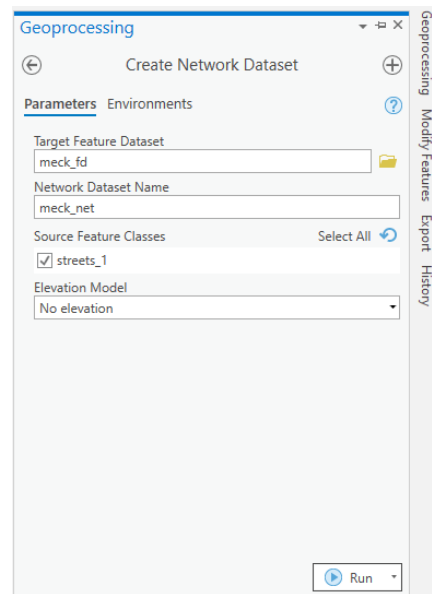 Geoprocessing
Create Network Dataset
Parameters Environments
?
Target Feature Dataset
meck_fd
Network Dataset Name
meck_net
Source Feature Classes Select All
streets_1
Elevation Model
No elevation
Run
Geoprocessing Modify Features Export History